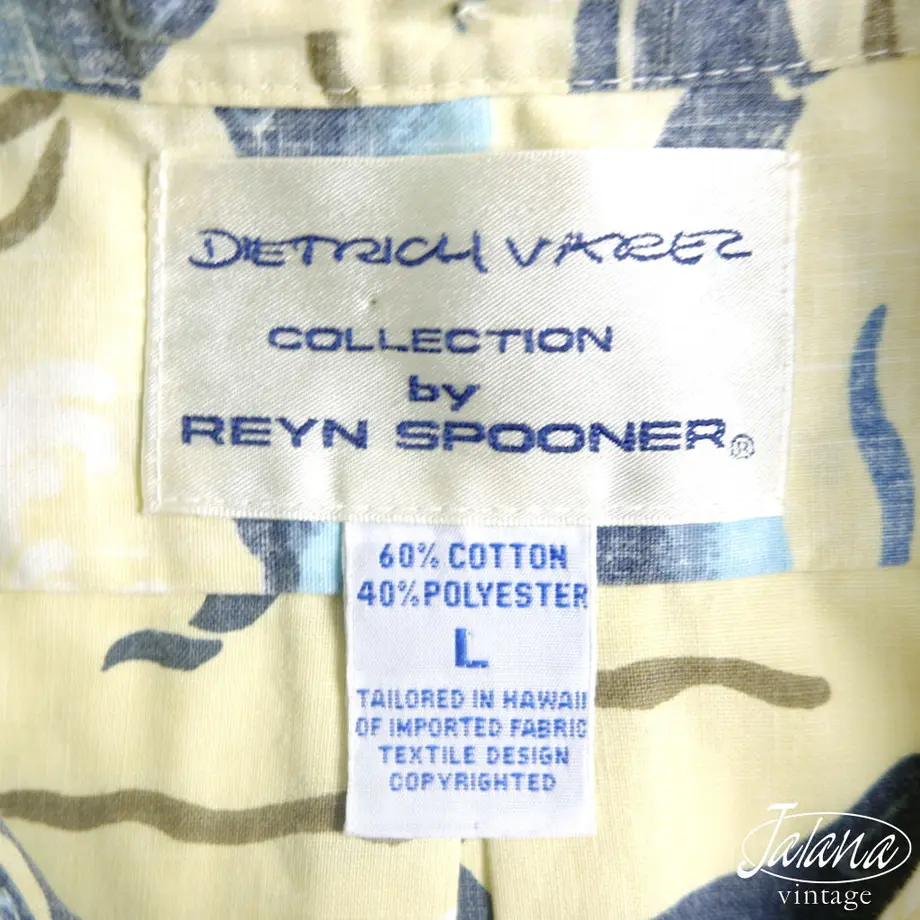 DIETRICH VAREZ
COLLECTION
by
REYN SPOONER®
60% COTTON
40% POLYESTER
L
TAILORED IN HAWAII
OF IMPORTED FABRIC
TEXTILE DESIGN
COPYRIGHTED
Jalana
vintage